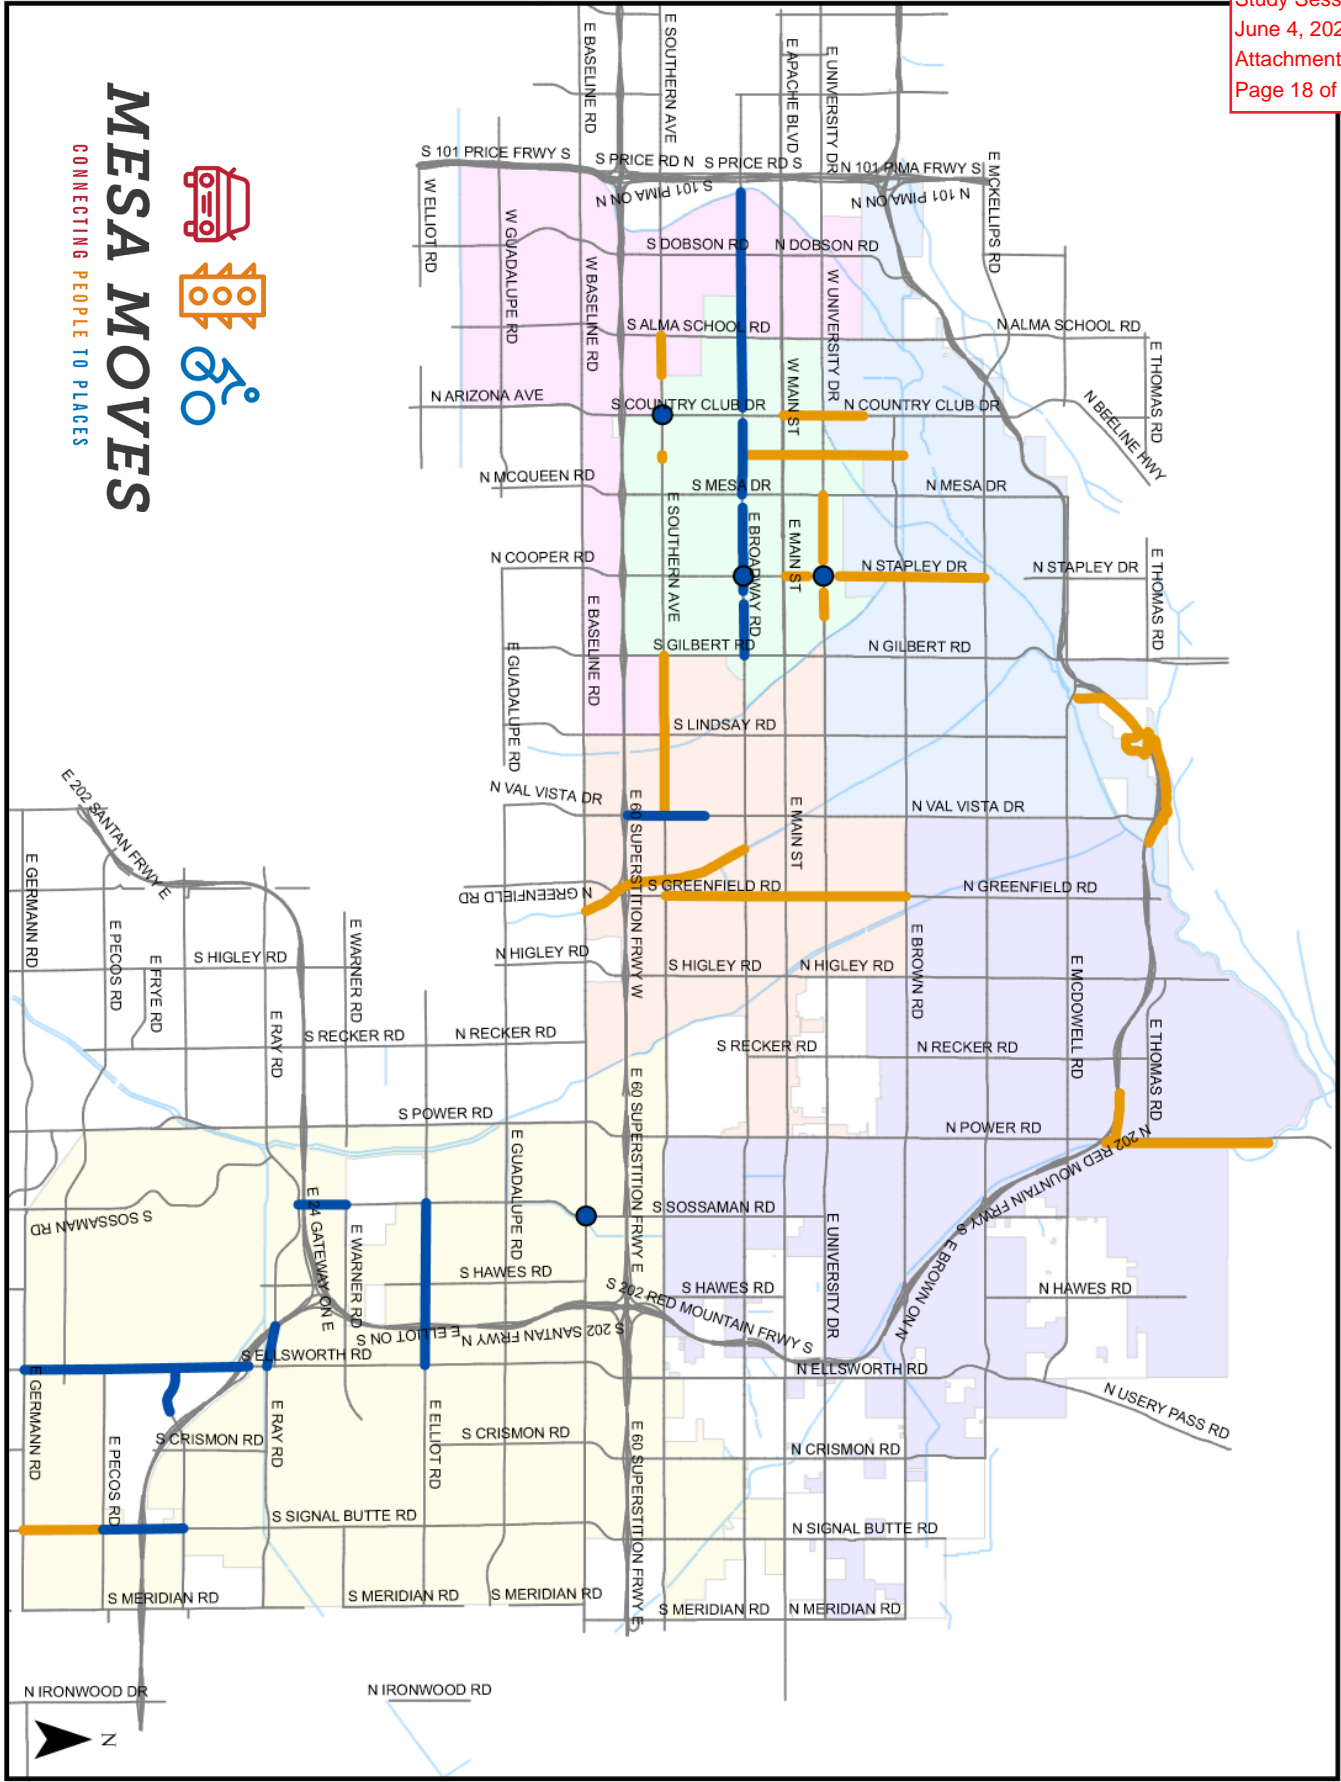 Study Sess
June 4, 202
Attachment
Page 18 of
MESA MOVES
CONNECTING PEOPLE TO PLACES
E BASELINE RD
E SOUTHERN AVE
E APACHE BLVD
E UNIVERSITY DR
S 101 PRICE FRWY S
S PRICE RD N
S PRICE RD S
N 101 PIMA FRWY S
E MCKELLIPS RD
S 101 PIMA ON N
N 101 PIMA ON N
W ELLIOT RD
W GUADALUPE RD
W BASELINE RD
S DOBSON RD
N DOBSON RD
W UNIVERSITY DR
S ALMA SCHOOL RD
N ALMA SCHOOL RD
E THOMAS RD
W MAIN ST
N ARIZONA AVE
S COUNTRY CLUB DR
N COUNTRY CLUB DR
N BEELINE HWY
N MCQUEEN RD
S MESA DR
N MESA DR
E SOUTHERN AVE
E BROADWAY RD
E MAIN ST
N COOPER RD
N STAPLEY DR
N STAPLEY DR
E THOMAS RD
E BASELINE RD
E GUADALUPE RD
S GILBERT RD
N GILBERT RD
S LINDSAY RD
E 202 SANTAN FRWY E
N VAL VISTA DR
E 60 SUPERSTITION FRWY W
E MAIN ST
N VAL VISTA DR
E GERMANN RD
N GREENFIELD RD
S GREENFIELD RD
N GREENFIELD RD
E PECOS RD
E FRYE RD
S HIGLEY RD
E WARNER RD
N HIGLEY RD
S HIGLEY RD
N HIGLEY RD
E BROWN RD
E MCDOWELL RD
E RAY RD
S RECKER RD
N RECKER RD
S RECKER RD
N RECKER RD
E THOMAS RD
E 60 SUPERSTITION FRWY E
S POWER RD
N POWER RD
E GUADALUPE RD
N 202 RED MOUNTAIN FRWY S
S SOSSAMAN RD
E 24 GATEWAY ON E
E WARNER RD
S SOSSAMAN RD
E UNIVERSITY DR
E BROWN ON N
S HAWES RD
S HAWES RD
N HAWES RD
S 202 RED MOUNTAIN FRWY S
S 202 SANTAN FRWY N
E ELLIOT ON S
S ELLSWORTH RD
N ELLSWORTH RD
N USERY PASS RD
E GERMANN RD
E PECOS RD
S CRISMON RD
E RAY RD
E ELLIOT RD
S CRISMON RD
E 60 SUPERSTITION FRWY E
N CRISMON RD
S SIGNAL BUTTE RD
N SIGNAL BUTTE RD
S MERIDIAN RD
S MERIDIAN RD
S MERIDIAN RD
S MERIDIAN RD
N MERIDIAN RD
N IRONWOOD DR
N IRONWOOD RD
N